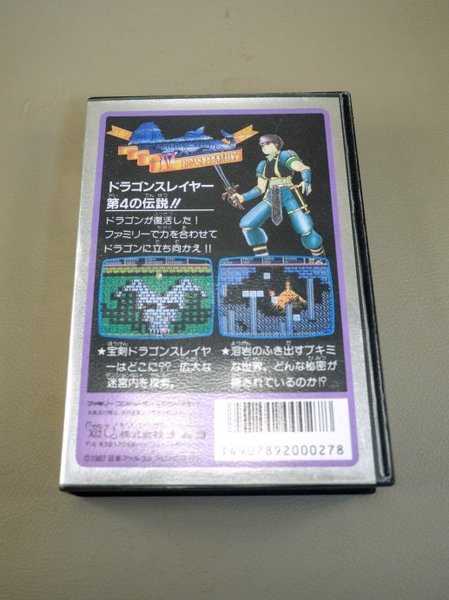 IV
ドラゴンスレイヤー
第4の伝説!!
ドラゴンが復活した!
ファミリーで力を合わせて
ドラゴンに立ち向かえ!!
★宝剣ドラゴンスレイヤ
ーはどこに??広大な
迷宮内を探索。
★溶岩のふき出すブキミ
な世界。どんな秘密が
隠されているのか!?
株式会社ナムコ
4907892000278